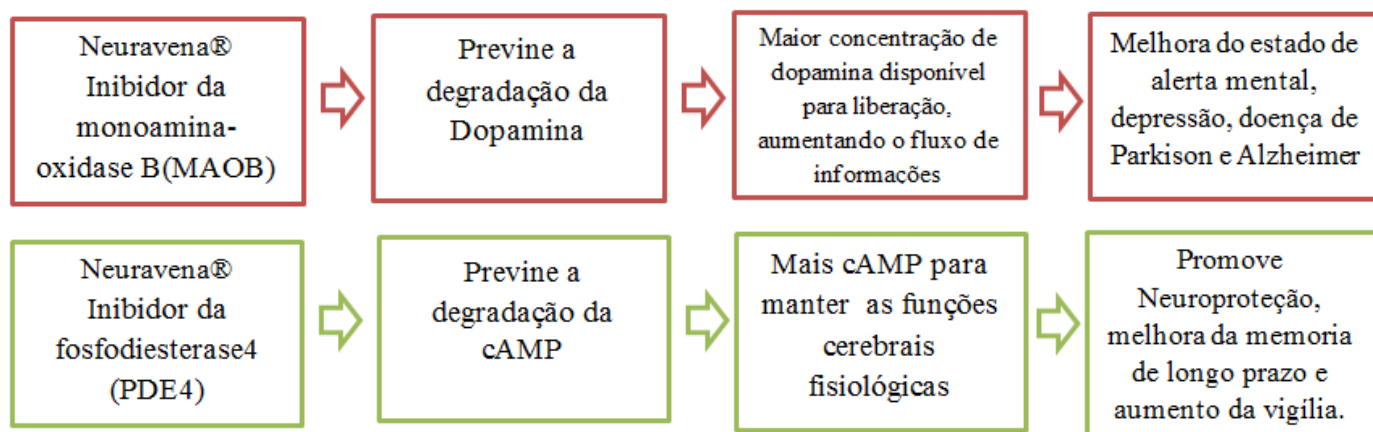 Neuravena®
Inibidor da
monoamina-
oxidase B(MAOB)
Previne a
degradação da
Dopamina
Maior concentração de
dopamina disponível
para liberação,
aumentando o fluxo de
informações
Melhora do estado de
alerta mental,
depressão, doença de
Parkison e Alzheimer
Neuravena®
Inibidor da
fosfodiesterase4
(PDE4)
Previne a
degradação da
cAMP
Mais cAMP para
manter as funções
cerebrais
fisiológicas
Promove
Neuroproteção,
melhora da memoria
de longo prazo e
aumento da vigília.